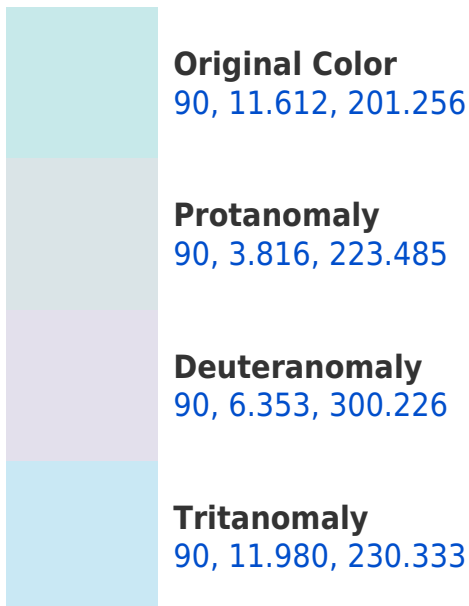 Original Color
90, 11.612, 201.256
Protanomaly
90, 3.816, 223.485
Deuteranomaly
90, 6.353, 300.226
Tritanomaly
90, 11.980, 230.333